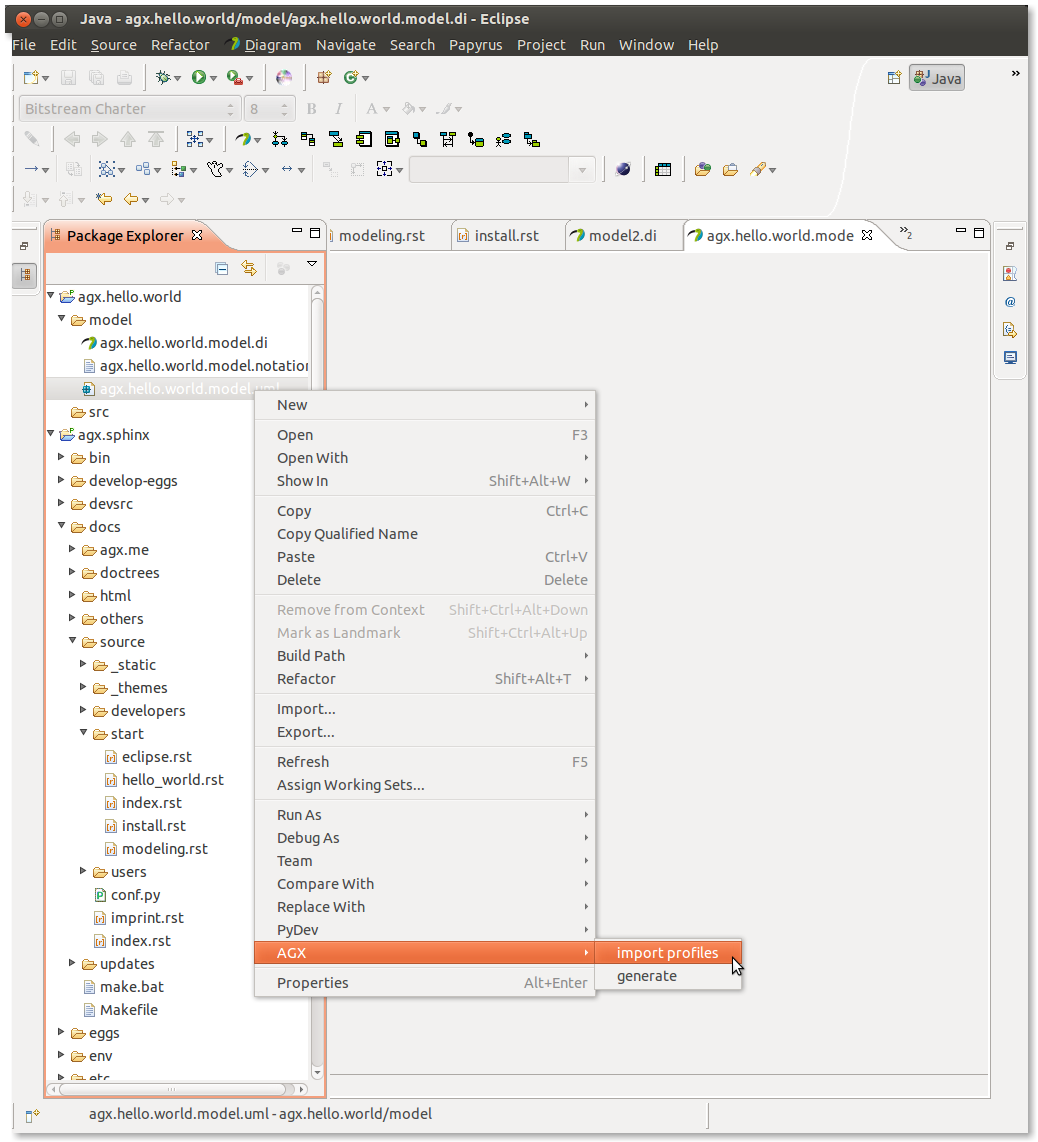 Java - agx.hello.world/model/agx.hello.world.model.di - Eclipse
File Edit Source Refactor Diagram Navigate Search Papyrus Project Run Window Help
Java »
Bitstream Charter 8 B I A
Package Explorer
modeling.rst install.rst model2.di agx.hello.world.mode »2
agx.hello.world
model
agx.hello.world.model.di
agx.hello.world.model.notation
agx.hello.world.model.uml
src
agx.sphinx
bin
develop-eggs
devsrc
docs
agx.me
doctrees
html
others
source
_static
_themes
developers
start
eclipse.rst
hello_world.rst
index.rst
install.rst
modeling.rst
users
conf.py
imprint.rst
index.rst
updates
make.bat
Makefile
eggs
env
etc
New
Open F3
Open With
Show In Shift+Alt+W
Copy Ctrl+C
Copy Qualified Name
Paste Ctrl+V
Delete Delete
Remove from Context Shift+Ctrl+Alt+Down
Mark as Landmark Shift+Ctrl+Alt+Up
Build Path
Refactor Shift+Alt+T
Import...
Export...
Refresh F5
Assign Working Sets...
Run As
Debug As
Team
Compare With
Replace With
PyDev
AGX
Properties Alt+Enter
import profiles
generate
agx.hello.world.model.uml - agx.hello.world/model